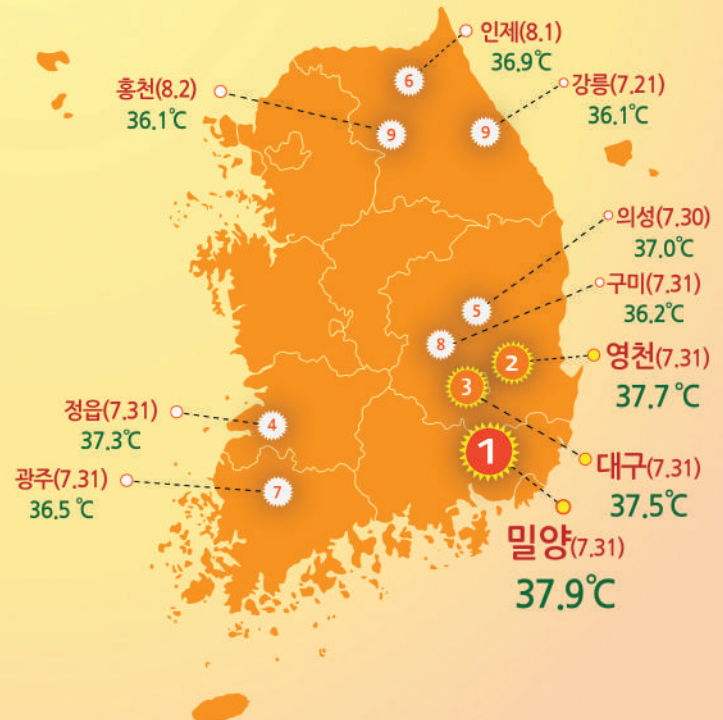 인제(8.1)
36.9℃
6
홍천(8.2)
36.1℃
9
강릉(7.21)
36.1℃
9
의성(7.30)
37.0℃
5
구미(7.31)
36.2℃
8
영천(7.31)
37.7℃
2
대구(7.31)
37.5℃
3
정읍(7.31)
37.3℃
4
광주(7.31)
36.5℃
7
밀양(7.31)
37.9℃
1